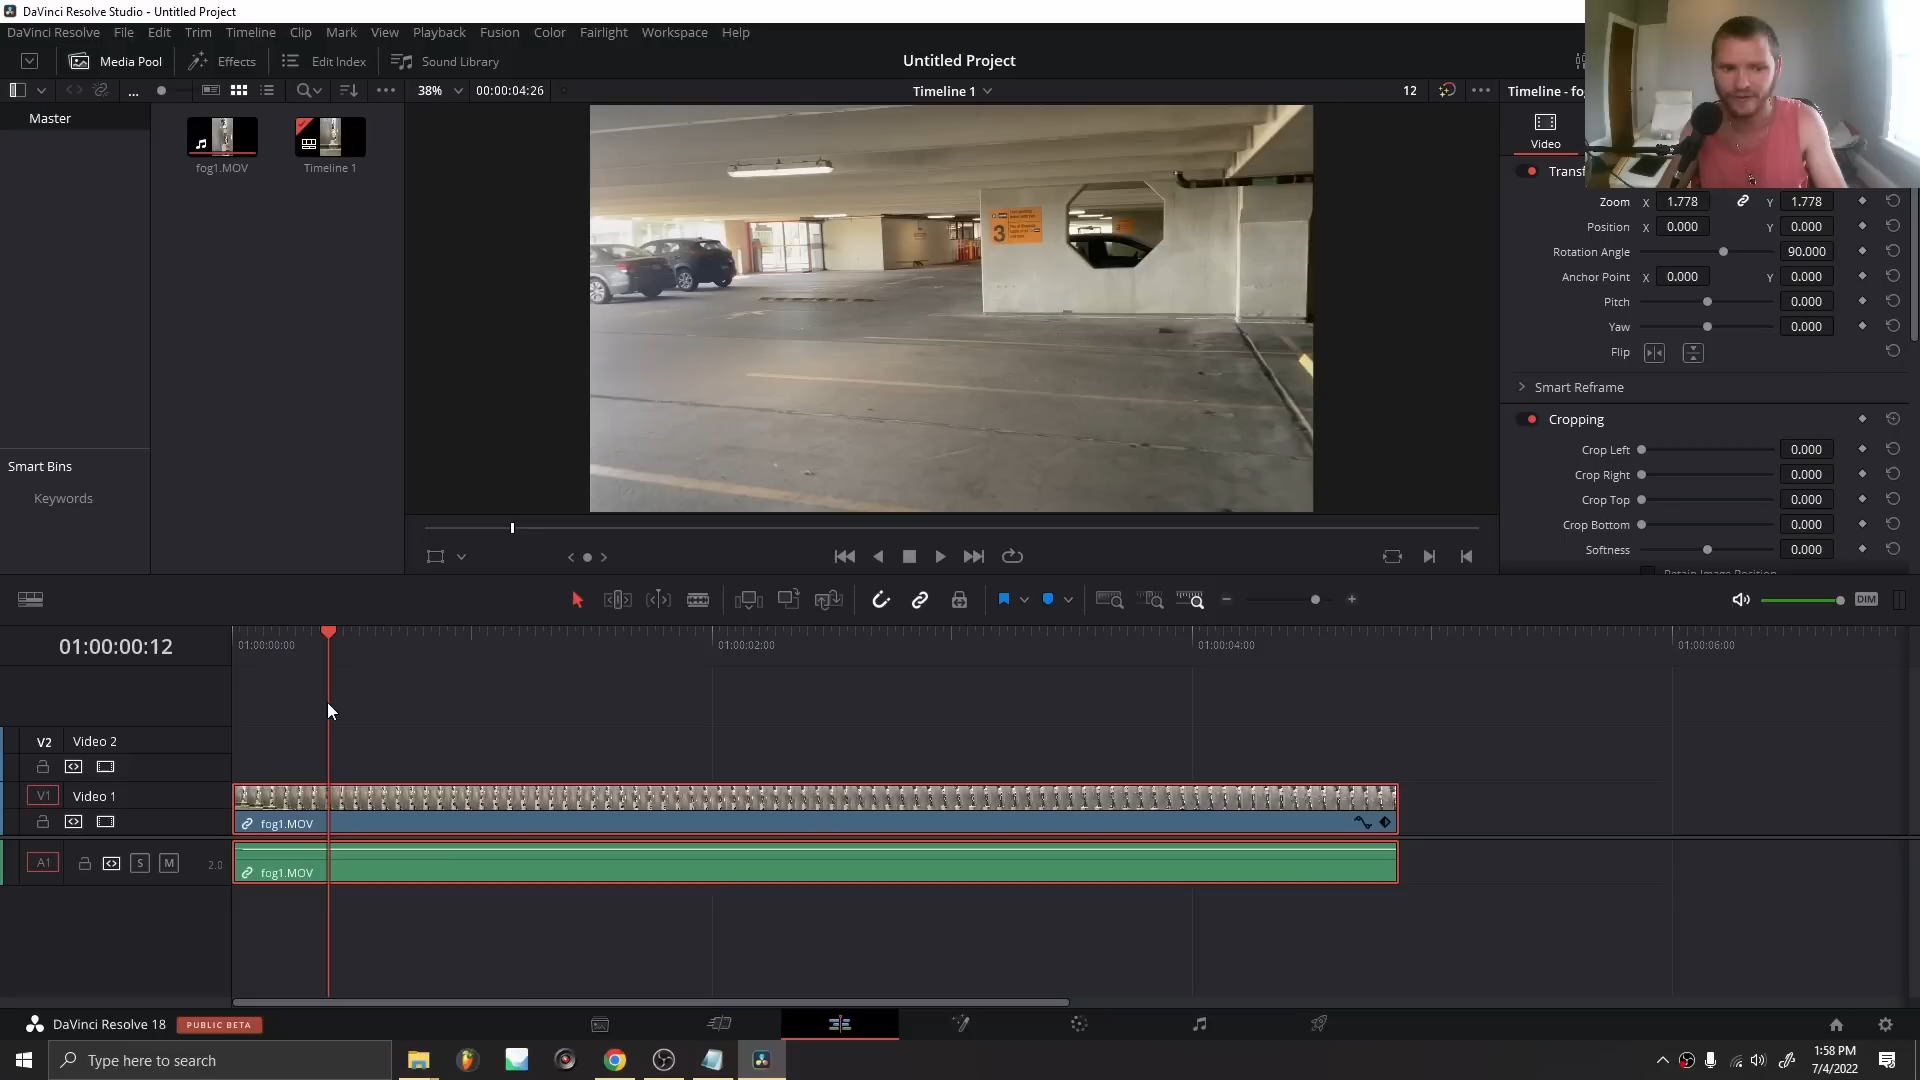 DaVinci Resolve Studio - Untitled Project
DaVinci Resolve File Edit Trim Timeline Clip Mark View Playback Fusion Color Fairlight Workspace Help
Media Pool Effects Edit Index Sound Library Untitled Project
38% 00:00:04:26 Timeline 1 12 Timeline - fo
Master
fog1.MOV Timeline 1
Smart Bins
Keywords
3
Video
Transf
Zoom X 1.778 Y 1.778
Position X 0.000 Y 0.000
Rotation Angle 90.000
Anchor Point X 0.000 Y 0.000
Pitch 0.000
Yaw 0.000
Flip
Smart Reframe
Cropping
Crop Left 0.000
Crop Right 0.000
Crop Top 0.000
Crop Bottom 0.000
Softness 0.000
Retain Image Position
DIM
01:00:00:12
01:00:00:00 01:00:02:00 01:00:04:00 01:00:06:00
V2 Video 2
V1 Video 1
fog1.MOV
A1 S M 2.0
fog1.MOV
DaVinci Resolve 18 PUBLIC BETA
Type here to search
1:58 PM
7/4/2022